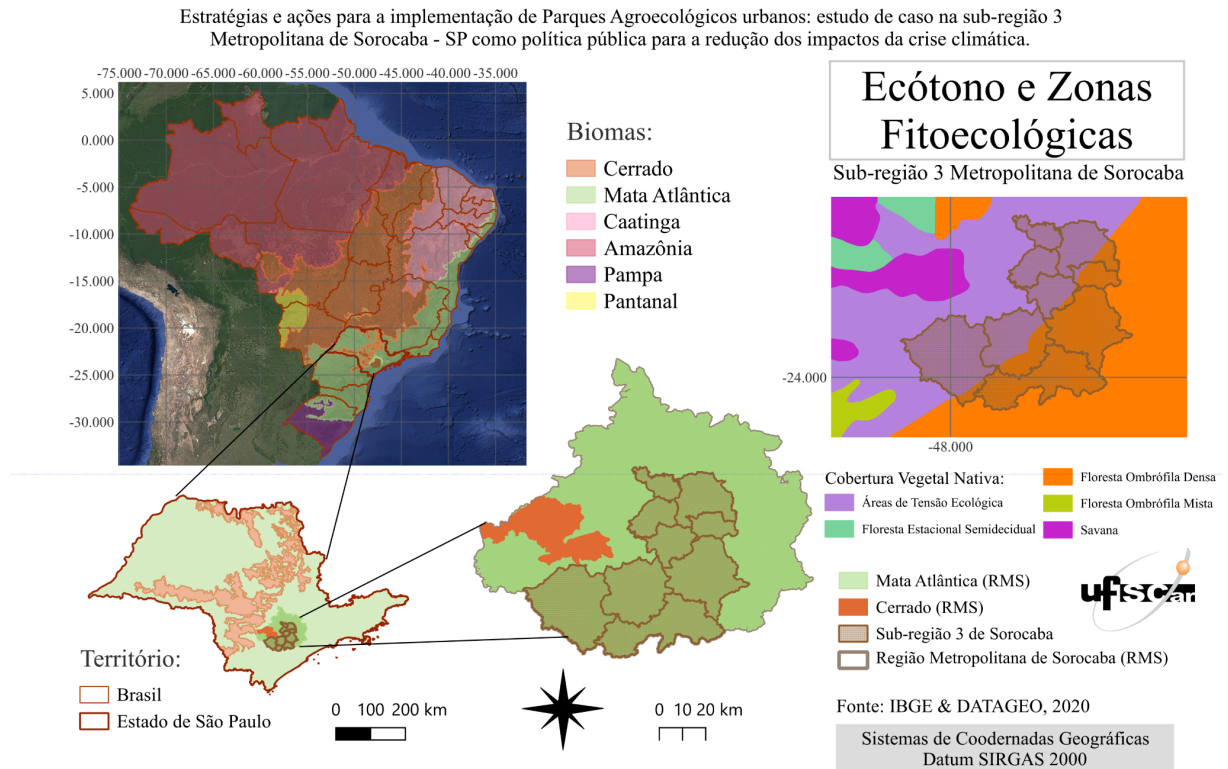 Estratégias e ações para a implementação de Parques Agroecológicos urbanos: estudo de caso na sub-região 3
Metropolitana de Sorocaba - SP como política pública para a redução dos impactos da crise climática.
-75.000 -70.000 -65.000 -60.000 -55.000 -50.000 -45.000 -40.000 -35.000
5.000
0.000
-5.000
-10.000
-15.000
-20.000
-25.000
-30.000
Biomas:
Cerrado
Mata Atlântica
Caatinga
Amazônia
Pampa
Pantanal
Ecótono e Zonas
Fitoecológicas
Sub-região 3 Metropolitana de Sorocaba
-24.000
-48.000
Cobertura Vegetal Nativa:
Áreas de Tensão Ecológica
Floresta Estacional Semidecidual
Floresta Ombrófila Densa
Floresta Ombrófila Mista
Savana
Mata Atlântica (RMS)
Cerrado (RMS)
Sub-região 3 de Sorocaba
Região Metropolitana de Sorocaba (RMS)
ufscar
Território:
Brasil
Estado de São Paulo
0 100 200 km
0 10 20 km
Fonte: IBGE & DATAGEO, 2020
Sistemas de Coodernadas Geográficas
Datum SIRGAS 2000